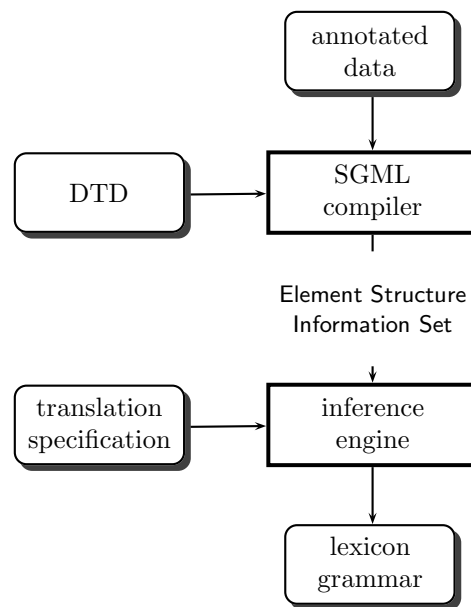 annotated
data
DTD
SGML
compiler
Element Structure
Information Set
translation
specification
inference
engine
lexicon
grammar